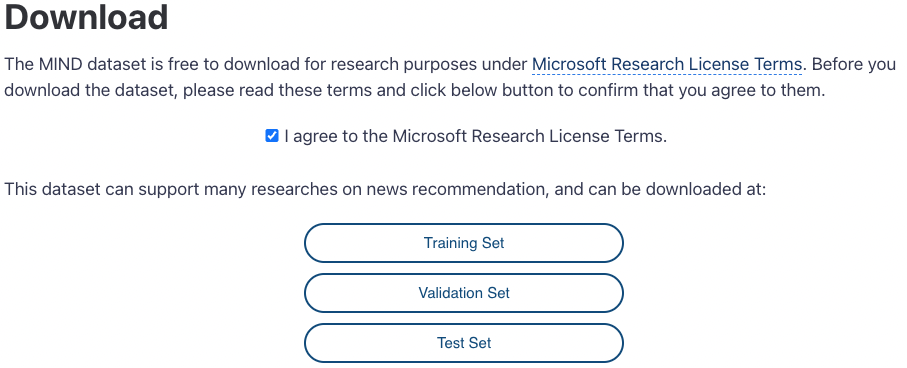 Download
The MIND dataset is free to download for research purposes under Microsoft Research License Terms. Before you
download the dataset, please read these terms and click below button to confirm that you agree to them.
I agree to the Microsoft Research License Terms.
This dataset can support many researches on news recommendation, and can be downloaded at:
Training Set
Validation Set
Test Set